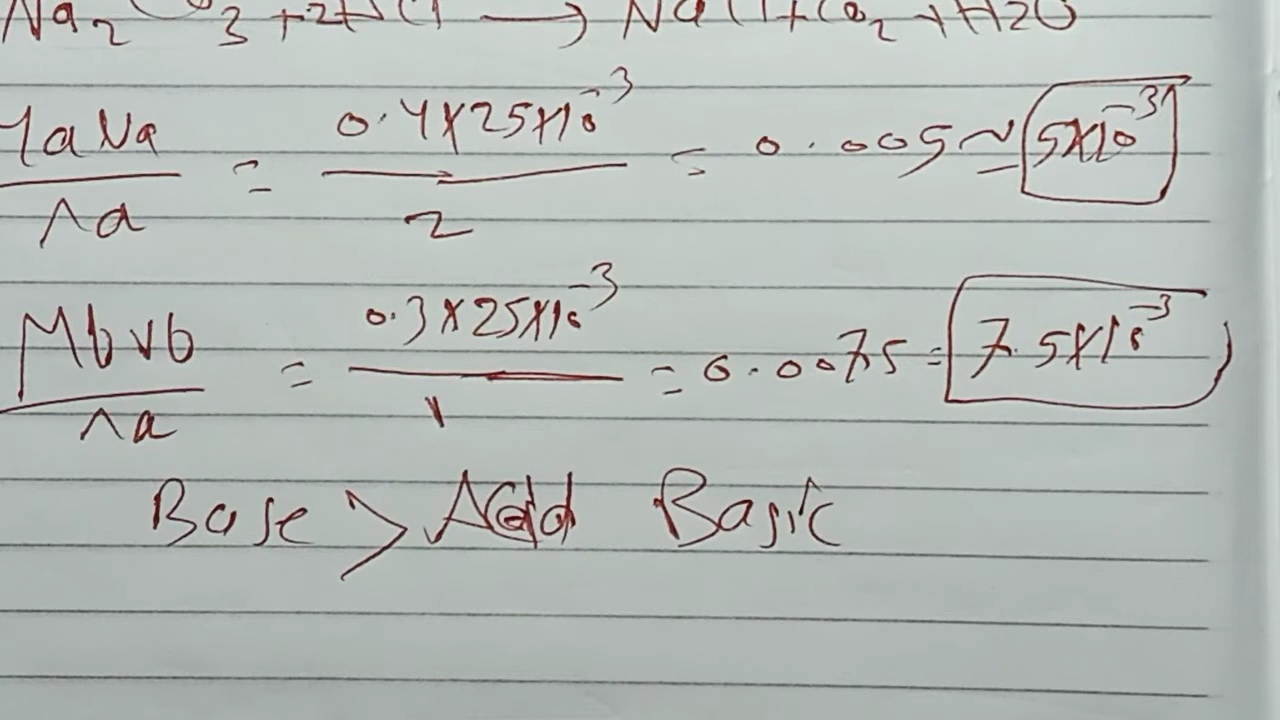 Na2CO3 + 2HCl → NaCl + CO2 + H2O
MaVa / na = 0.4×25×10^-3 / 2 = 0.005 ≃ 5×10^-3
MbVb / na = 0.3×25×10^-3 / 1 = 0.0075 = 7.5×10^-3
Base > Acid Basic